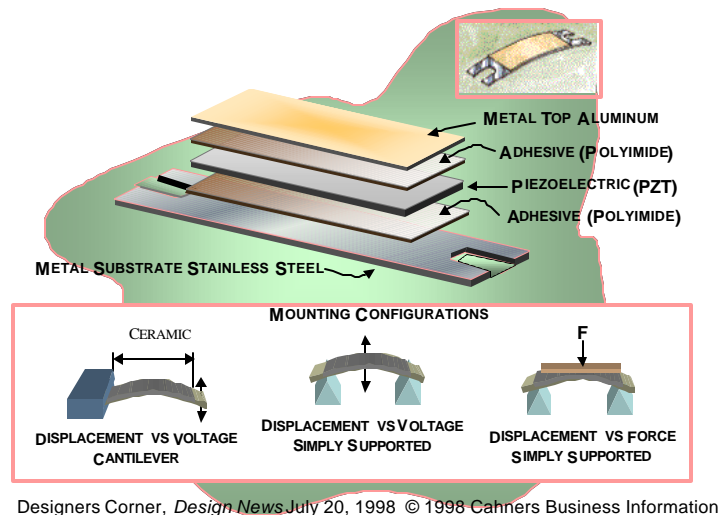 METAL TOP ALUMINUM
ADHESIVE (POLYIMIDE)
PIEZOELECTRIC (PZT)
ADHESIVE (POLYIMIDE)
METAL SUBSTRATE STAINLESS STEEL
MOUNTING CONFIGURATIONS
CERAMIC
DISPLACEMENT VS VOLTAGE
CANTILEVER
DISPLACEMENT VS VOLTAGE
SIMPLY SUPPORTED
F
DISPLACEMENT VS FORCE
SIMPLY SUPPORTED
Designers Corner, Design News July 20, 1998 © 1998 Cahners Business Information